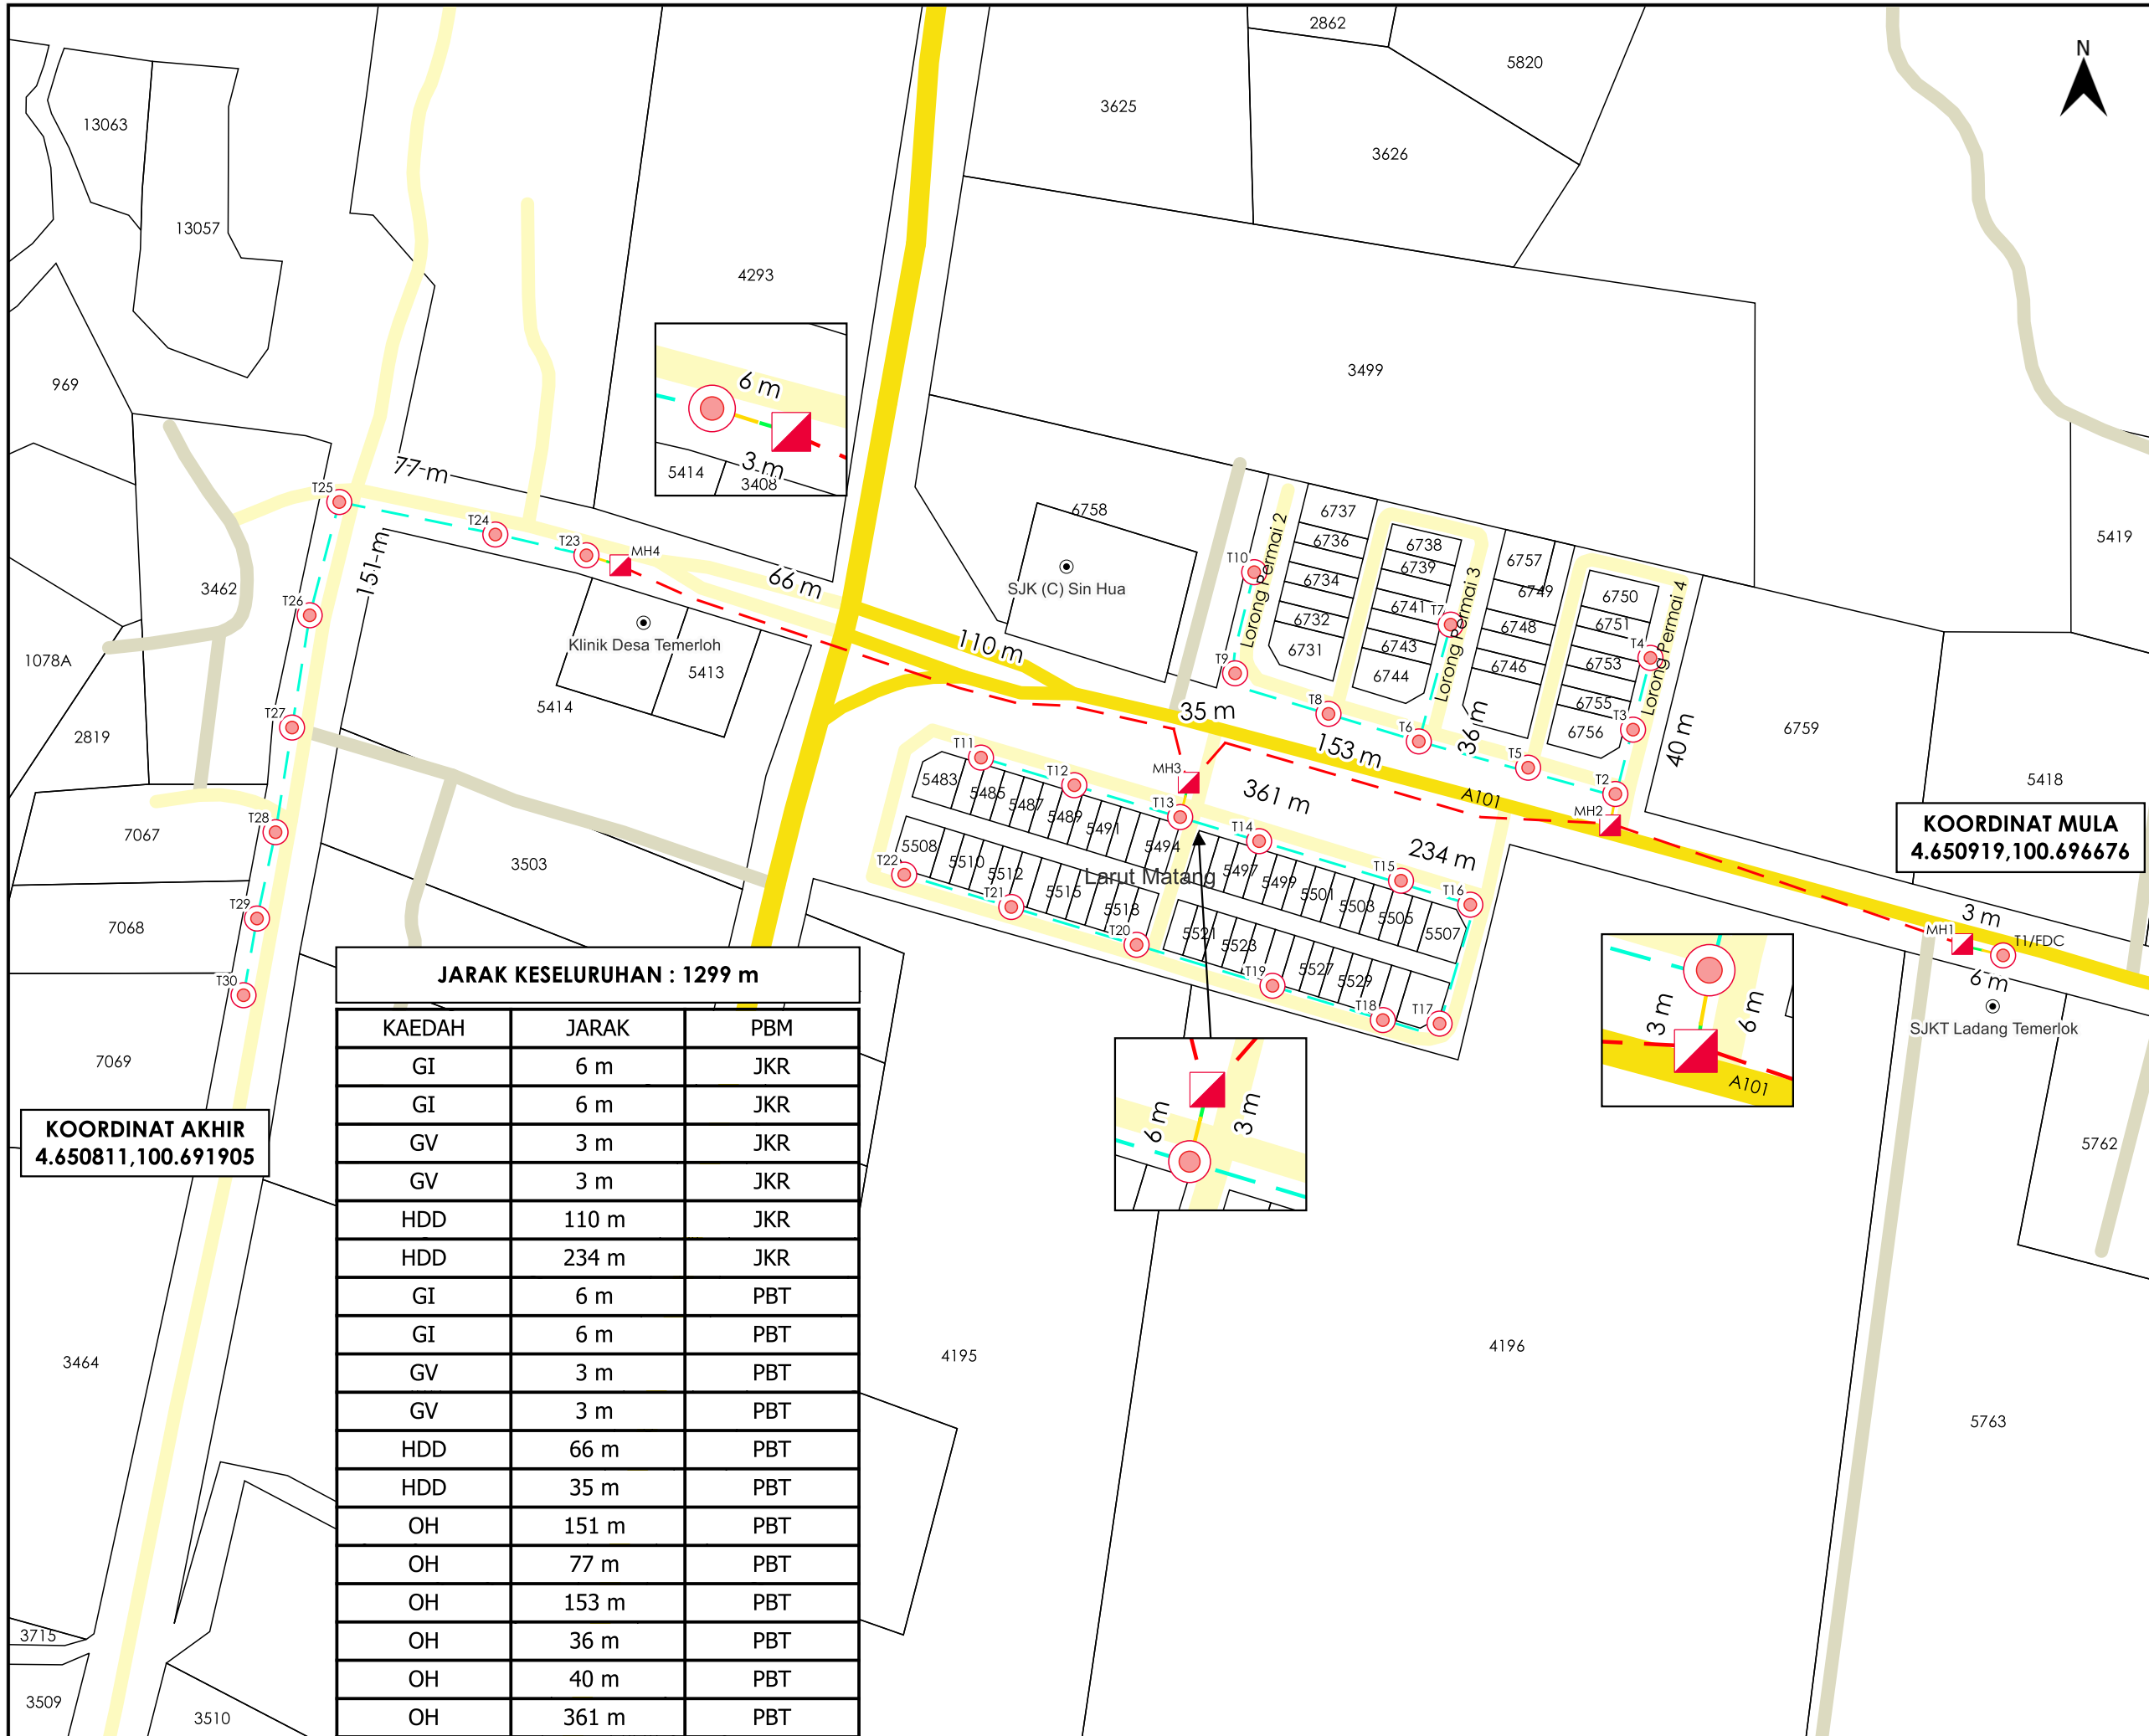 2862
5820
N
3625
13063
3626
13057
4293
3499
969
6 m
3 m
5414
3408
77 m
T25
T24
T23
MH4
151 m
66 m
6758
SJK (C) Sin Hua
T10
Lorong Permai 2
6737
6736
6734
6732
6731
6738
6739
6741
T7
6743
6744
Lorong Permai 3
6757
6749
6748
6746
6750
6751
T4
6753
6755
T3
6756
Lorong Permai 4
5419
3462
T26
1078A
Klinik Desa Temerloh
5413
5414
110 m
T9
T8
T6
36 m
T5
T2
40 m
6759
5418
2819
T27
35 m
153 m
T11
T12
MH3
361 m
A101
MH2
5483
5485
5487
5489
5491
5494
T13
T14
234 m
T15
T16
KOORDINAT MULA
4.650919,100.696676
7067
T28
3503
T22
5508
5510
5512
T21
5515
5518
T20
Larut Matang
5497
5499
5501
5503
5505
5507
5521
5523
T19
5527
5529
T18
T17
7068
T29
T30
3 m
MH1
T1/FDC
6 m
SJKT Ladang Temerlok
3 m
6 m
A101
6 m
3 m
7069
KOORDINAT AKHIR
4.650811,100.691905
5762
JARAK KESELURUHAN : 1299 m
KAEDAH JARAK PBM
GI 6 m JKR
GI 6 m JKR
GV 3 m JKR
GV 3 m JKR
HDD 110 m JKR
HDD 234 m JKR
GI 6 m PBT
GI 6 m PBT
GV 3 m PBT
GV 3 m PBT
HDD 66 m PBT
HDD 35 m PBT
OH 151 m PBT
OH 77 m PBT
OH 153 m PBT
OH 36 m PBT
OH 40 m PBT
OH 361 m PBT
3464
4195
4196
5763
3715
3509
3510